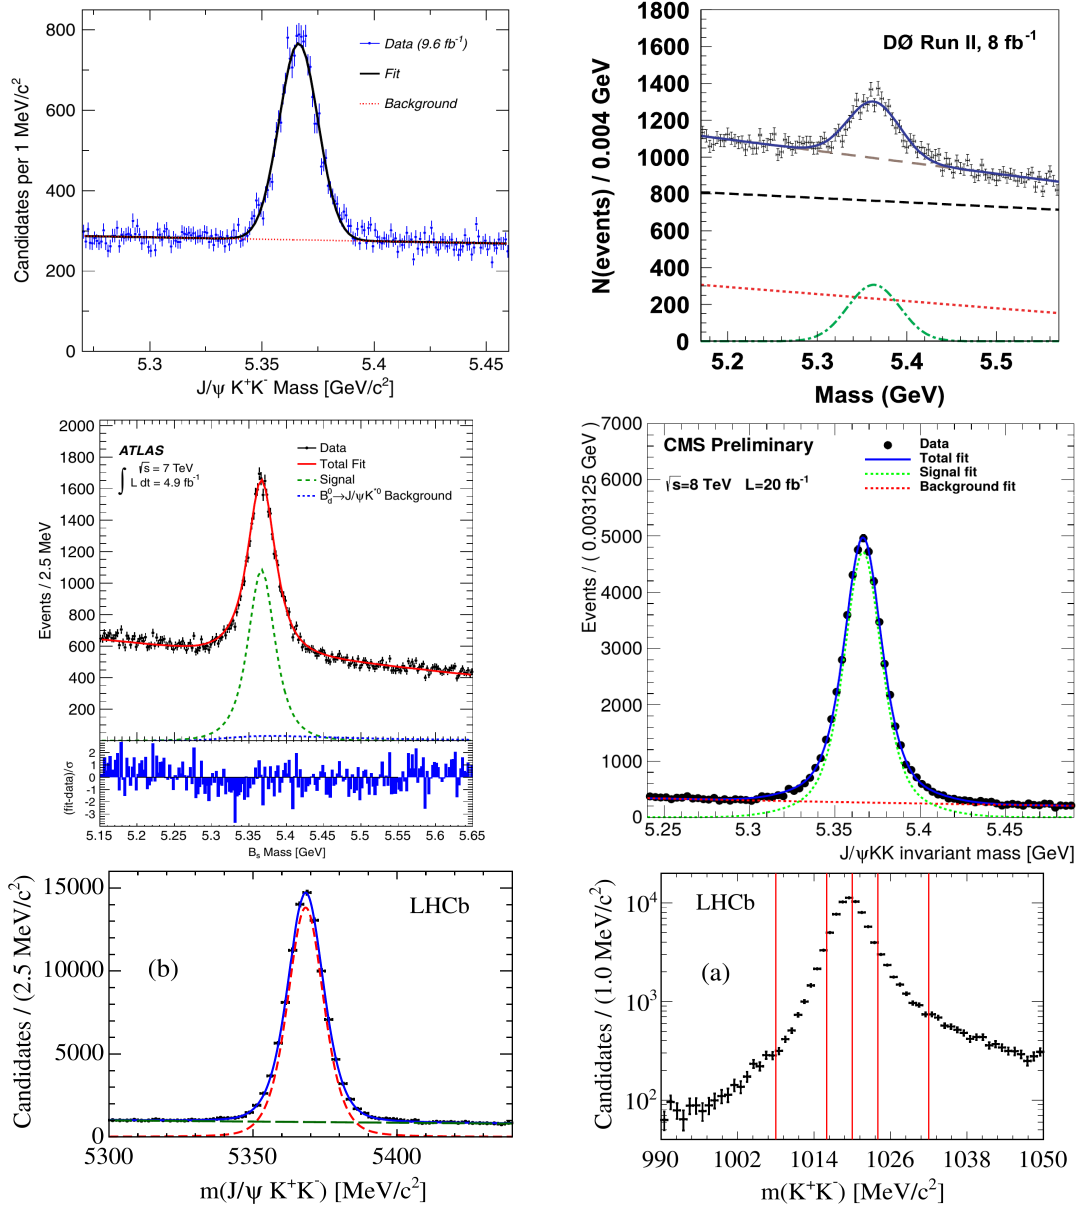 Candidates per 1 MeV/c²
800
600
400
200
0
Data (9.6 fb⁻¹)
Fit
Background
5.3 5.35 5.4 5.45
J/ψ K⁺K⁻ Mass [GeV/c²]
N(events) / 0.004 GeV
1800
1600
1400
1200
1000
800
600
400
200
0
DØ Run II, 8 fb⁻¹
5.2 5.3 5.4 5.5
Mass (GeV)
Events / 2.5 MeV
2000
1800
1600
1400
1200
1000
800
600
400
200
ATLAS
√s = 7 TeV
∫ L dt = 4.9 fb⁻¹
Data
Total Fit
Signal
B⁰d→J/ψK*⁰ Background
(fit-data)/σ
2
1
0
-1
-2
-3
5.15 5.2 5.25 5.3 5.35 5.4 5.45 5.5 5.55 5.6 5.65
Bs Mass [GeV]
Events / ( 0.003125 GeV )
7000
6000
5000
4000
3000
2000
1000
0
CMS Preliminary
√s=8 TeV L=20 fb⁻¹
Data
Total fit
Signal fit
Background fit
5.25 5.3 5.35 5.4 5.45
J/ψKK invariant mass [GeV]
Candidates / (2.5 MeV/c²)
15000
10000
5000
0
LHCb
(b)
5300 5350 5400
m(J/ψ K⁺K⁻) [MeV/c²]
Candidates / (1.0 MeV/c²)
10⁴
10³
10²
LHCb
(a)
990 1002 1014 1026 1038 1050
m(K⁺K⁻) [MeV/c²]